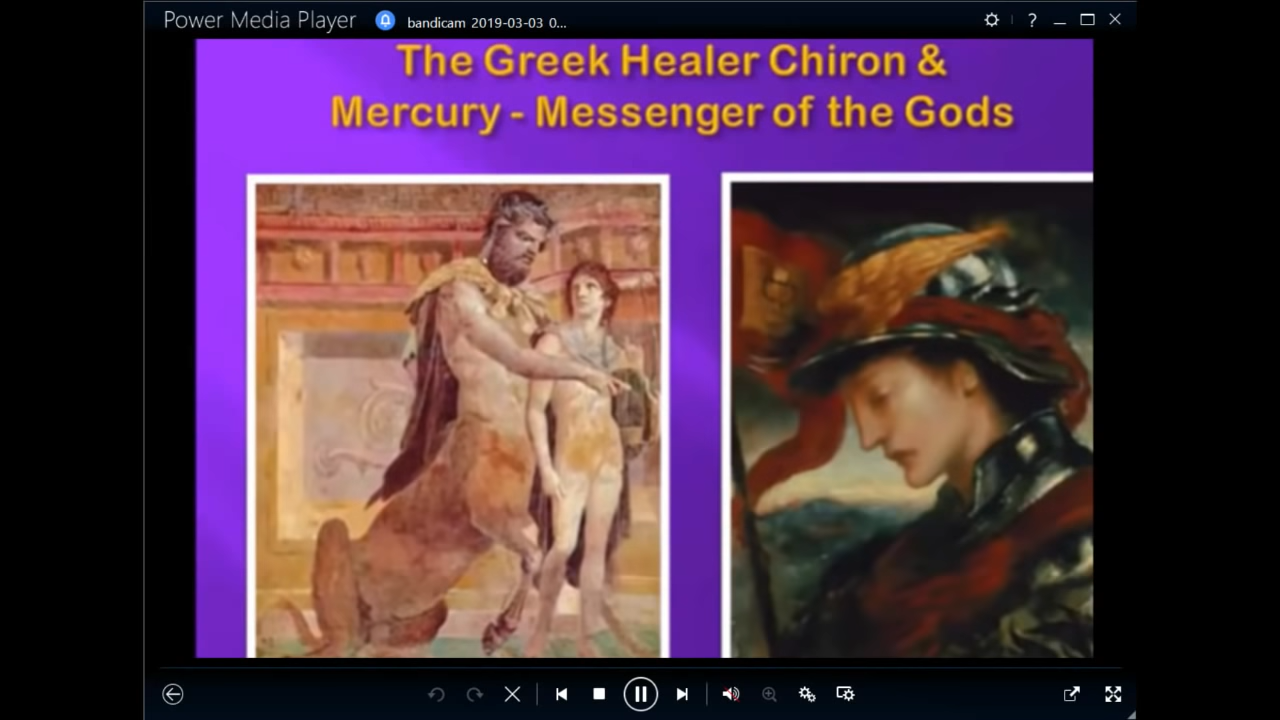 Power Media Player
bandicam 2019-03-03 0...
?
The Greek Healer Chiron &
Mercury - Messenger of the Gods